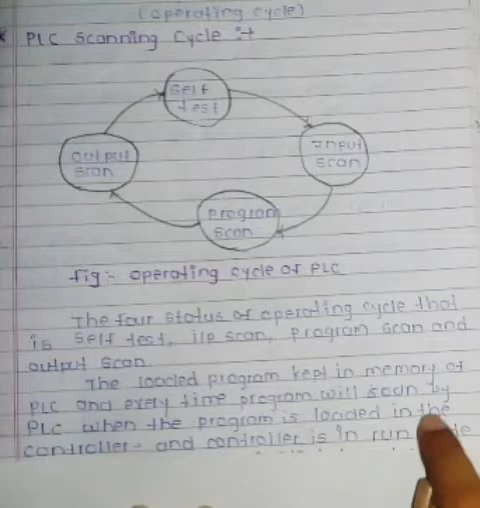 (operating cycle)
* PLC Scanning Cycle :→
Self
test
Input
scan
program
scan
output
scan
fig :- operating cycle of PLC
The four status of operating cycle that
is self test, i/p scan, program scan and
output scan.
The loaded program kept in memory of
PLC and every time program will scan by
PLC when the program is loaded in the
controller- and controller is in run